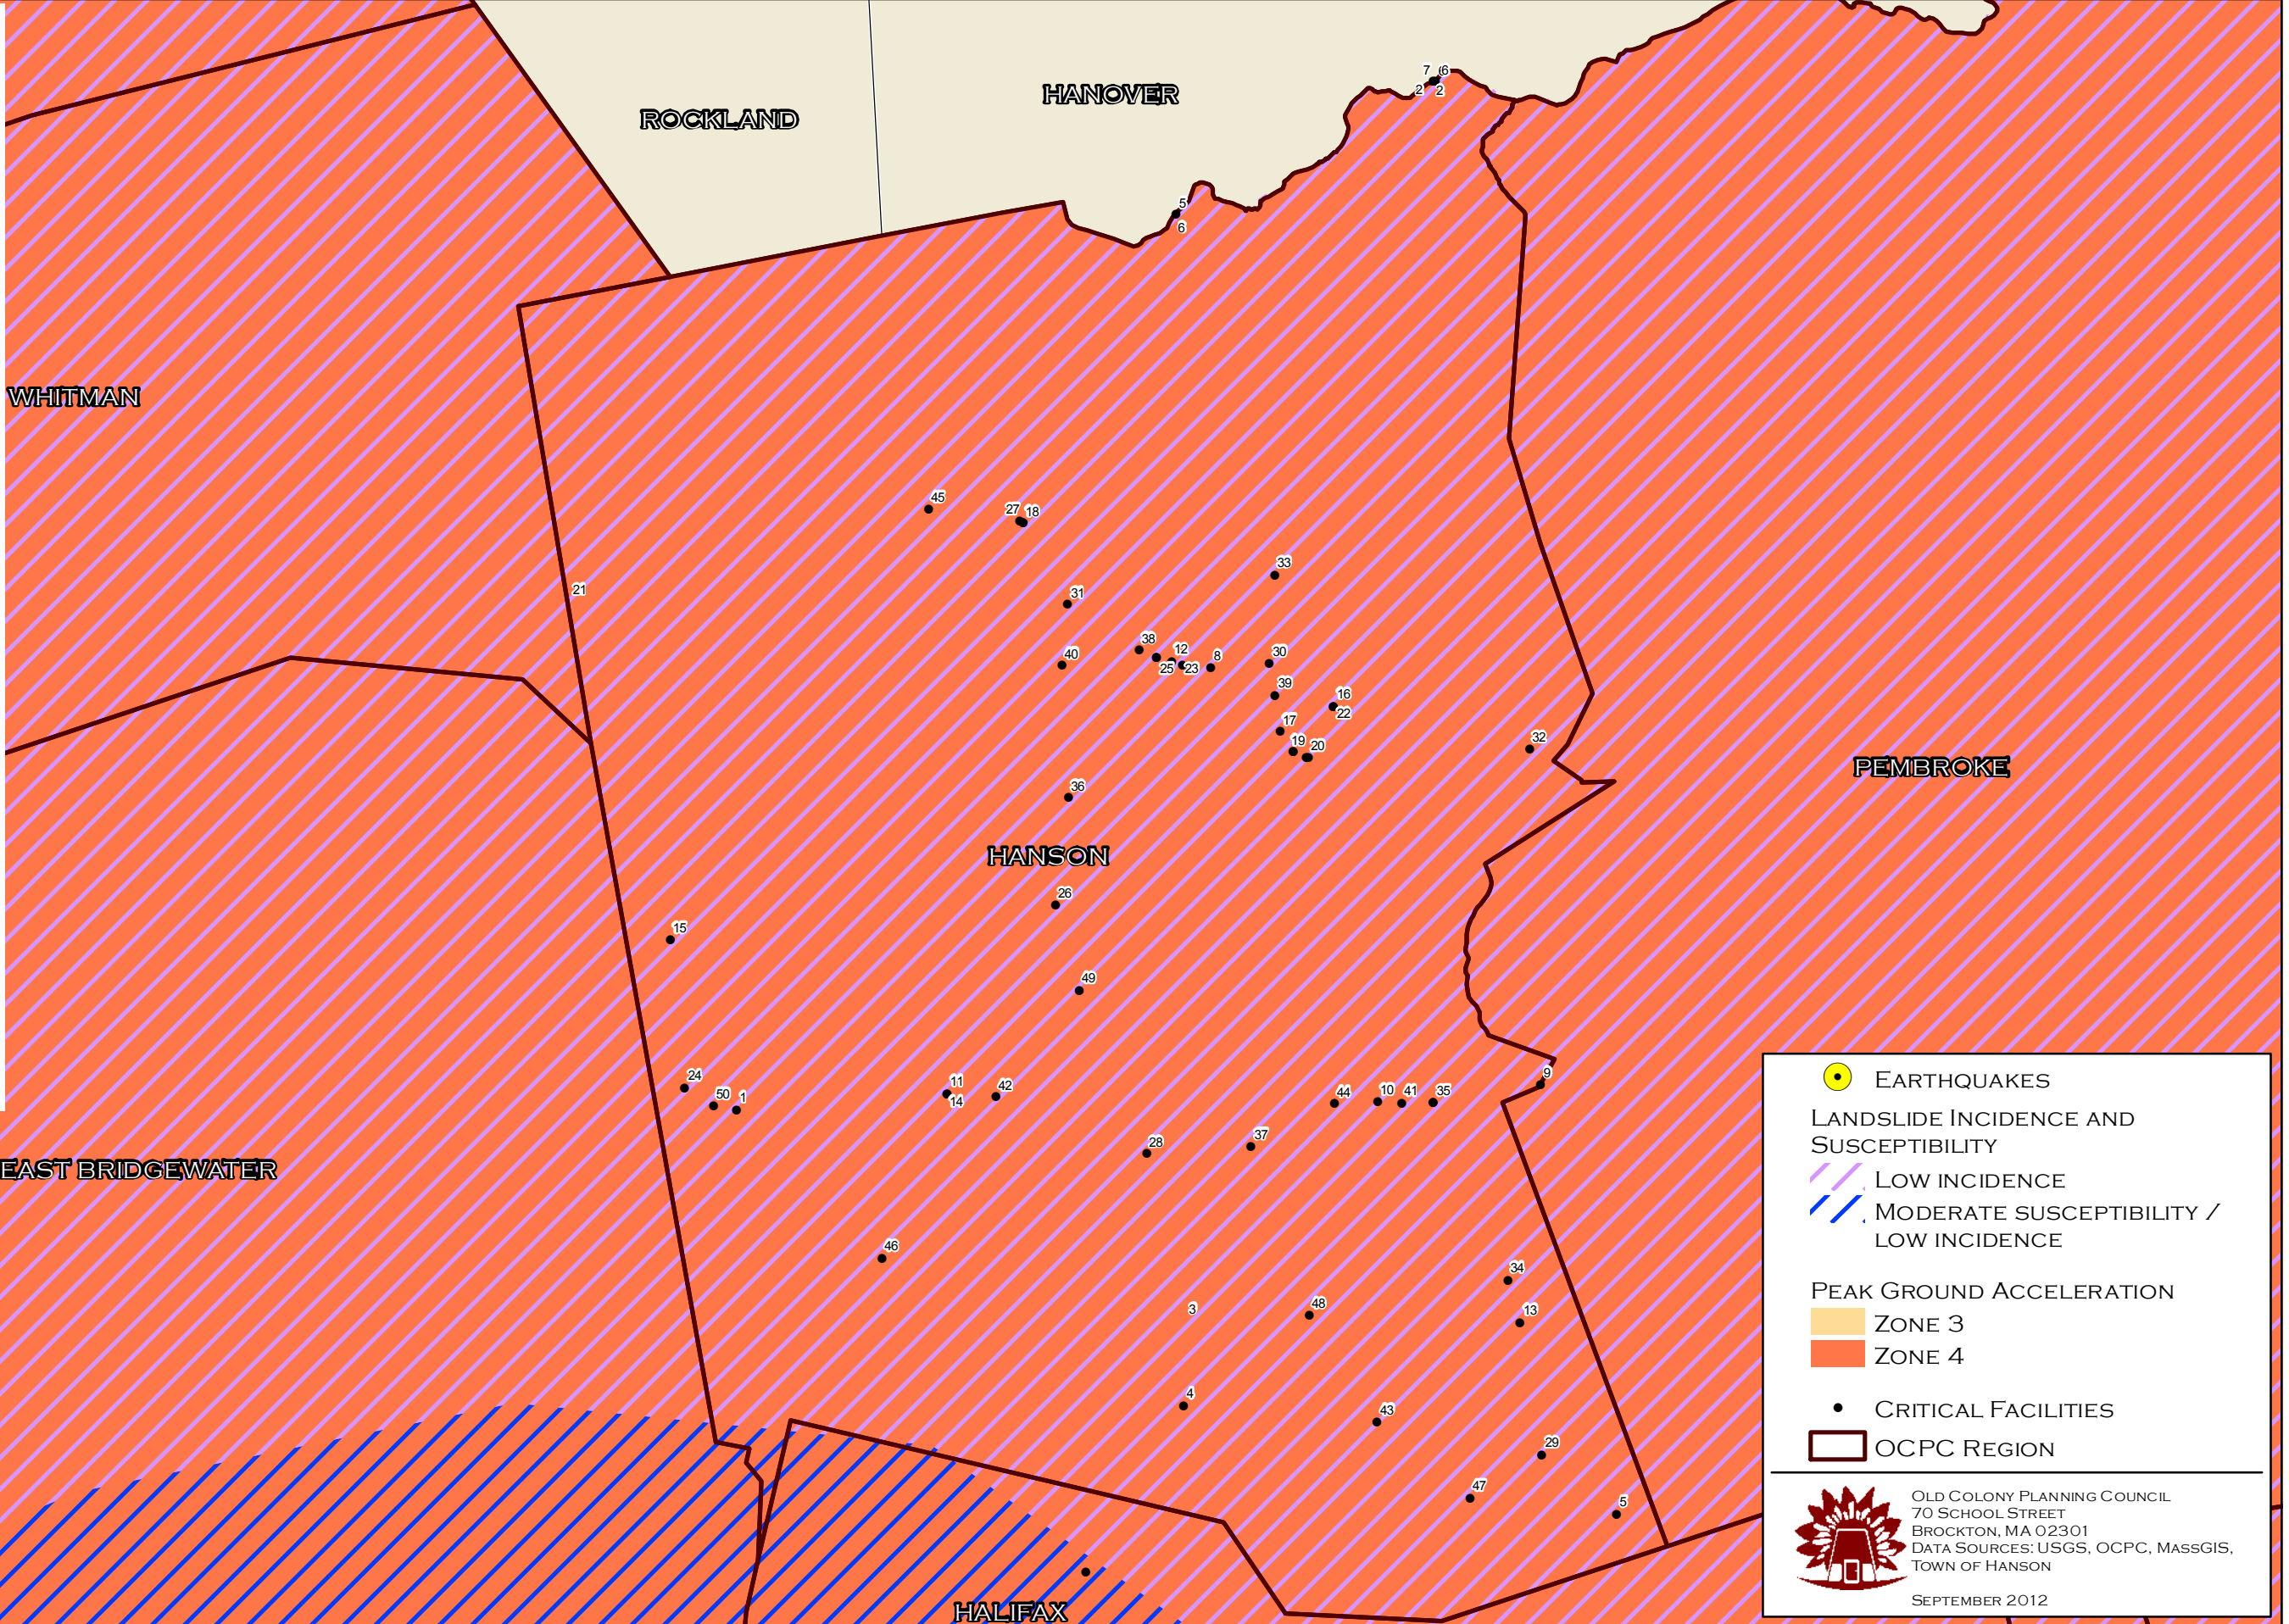 7 6
2 2
HANOVER
ROCKLAND
5
6
WHITMAN
45
27 18
33
21
31
38
12
40
25 23
8
30
39
16
22
17
19 20
32
PEMBROKE
36
HANSON
26
15
49
24
50 1
11
14
42
44
10
41
35
9
28
37
EAST BRIDGEWATER
46
34
3
48
13
4
43
29
47
5
HALIFAX
EARTHQUAKES
LANDSLIDE INCIDENCE AND
SUSCEPTIBILITY
LOW INCIDENCE
MODERATE SUSCEPTIBILITY /
LOW INCIDENCE
PEAK GROUND ACCELERATION
ZONE 3
ZONE 4
CRITICAL FACILITIES
OCPC REGION
OLD COLONY PLANNING COUNCIL
70 SCHOOL STREET
BROCKTON, MA 02301
DATA SOURCES: USGS, OCPC, MASSGIS,
TOWN OF HANSON
SEPTEMBER 2012